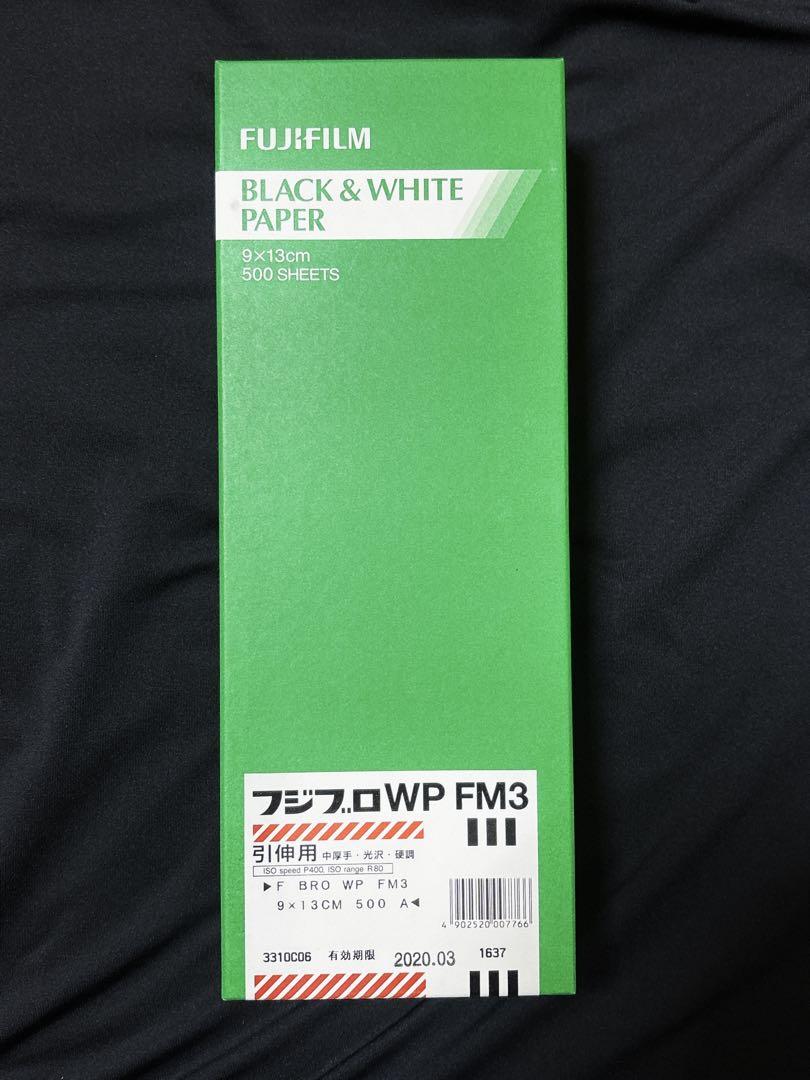 FUJIFILM
BLACK & WHITE
PAPER
9×13cm
500 SHEETS
フジブロWP FM3
引伸用 中厚手・光沢・硬調
ISO speed P400, ISO range R80
▶F BRO WP FM3
9×13CM 500 A◀
4 902520 007766
3310C06 有効期限 2020.03 1637